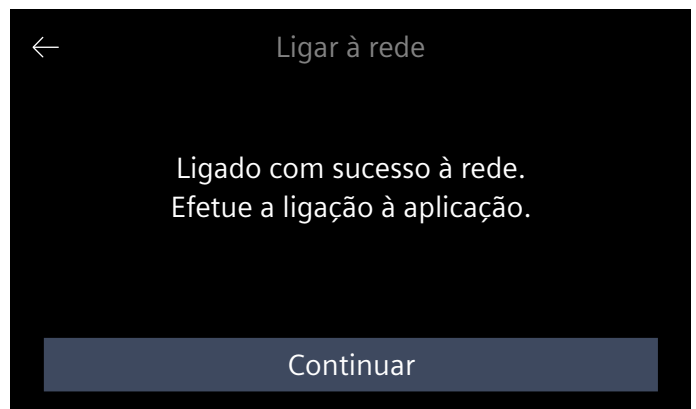 Ligar à rede
Ligado com sucesso à rede.
Efetue a ligação à aplicação.
Continuar